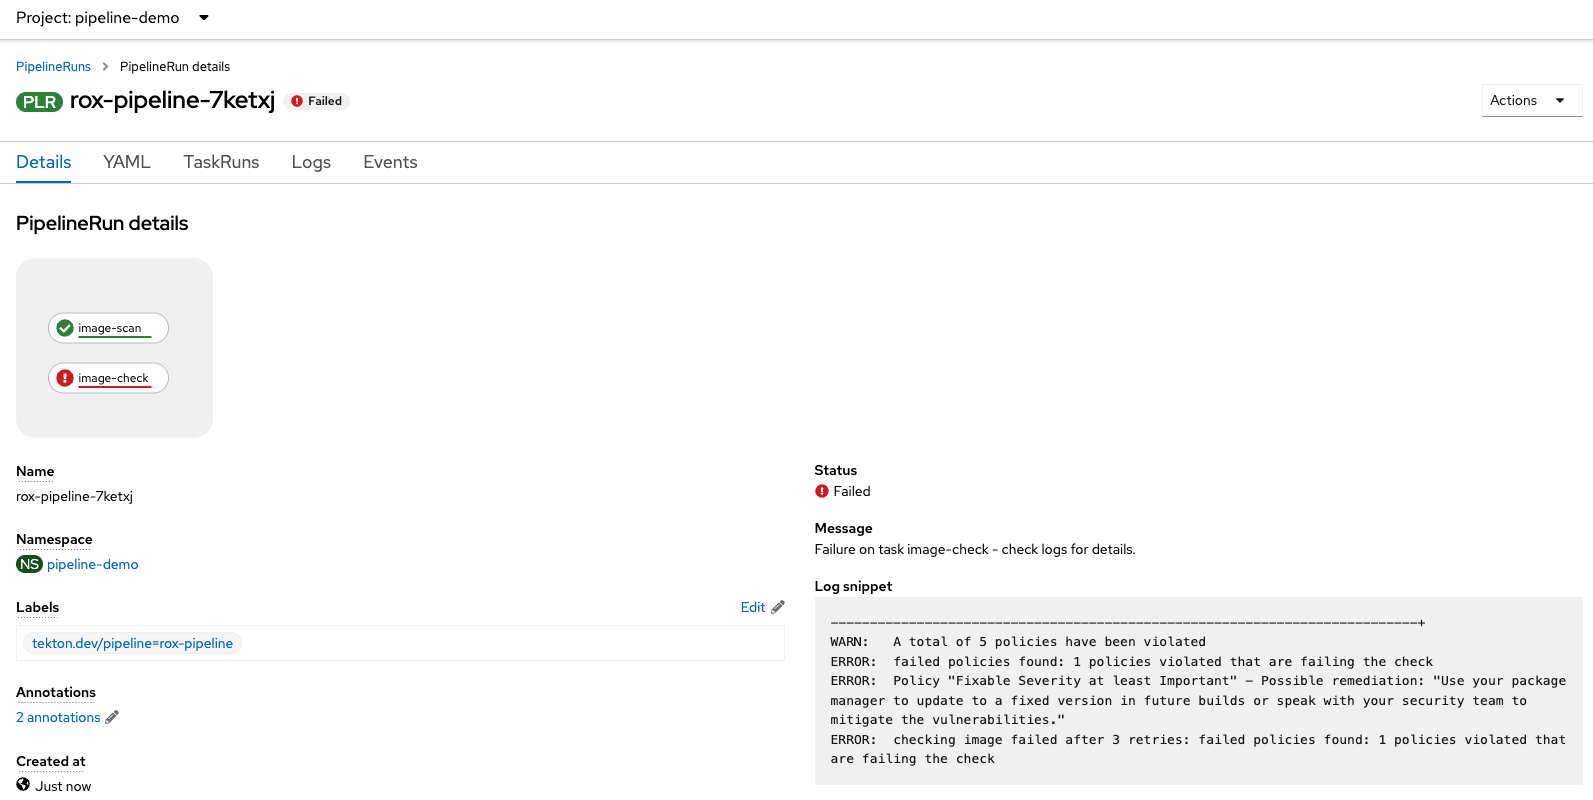 Project: pipeline-demo
PipelineRuns > PipelineRun details
PLR rox-pipeline-7ketxj Failed
Actions
Details YAML TaskRuns Logs Events
PipelineRun details
image-scan
image-check
Name
rox-pipeline-7ketxj
Namespace
NS pipeline-demo
Labels
Edit
tekton.dev/pipeline=rox-pipeline
Annotations
2 annotations
Created at
Just now
Status
Failed
Message
Failure on task image-check - check logs for details.
Log snippet
---------------------------------------------------------------------------+
WARN:   A total of 5 policies have been violated
ERROR:  failed policies found: 1 policies violated that are failing the check
ERROR:  Policy "Fixable Severity at least Important" - Possible remediation: "Use your package
manager to update to a fixed version in future builds or speak with your security team to
mitigate the vulnerabilities."
ERROR:  checking image failed after 3 retries: failed policies found: 1 policies violated that
are failing the check